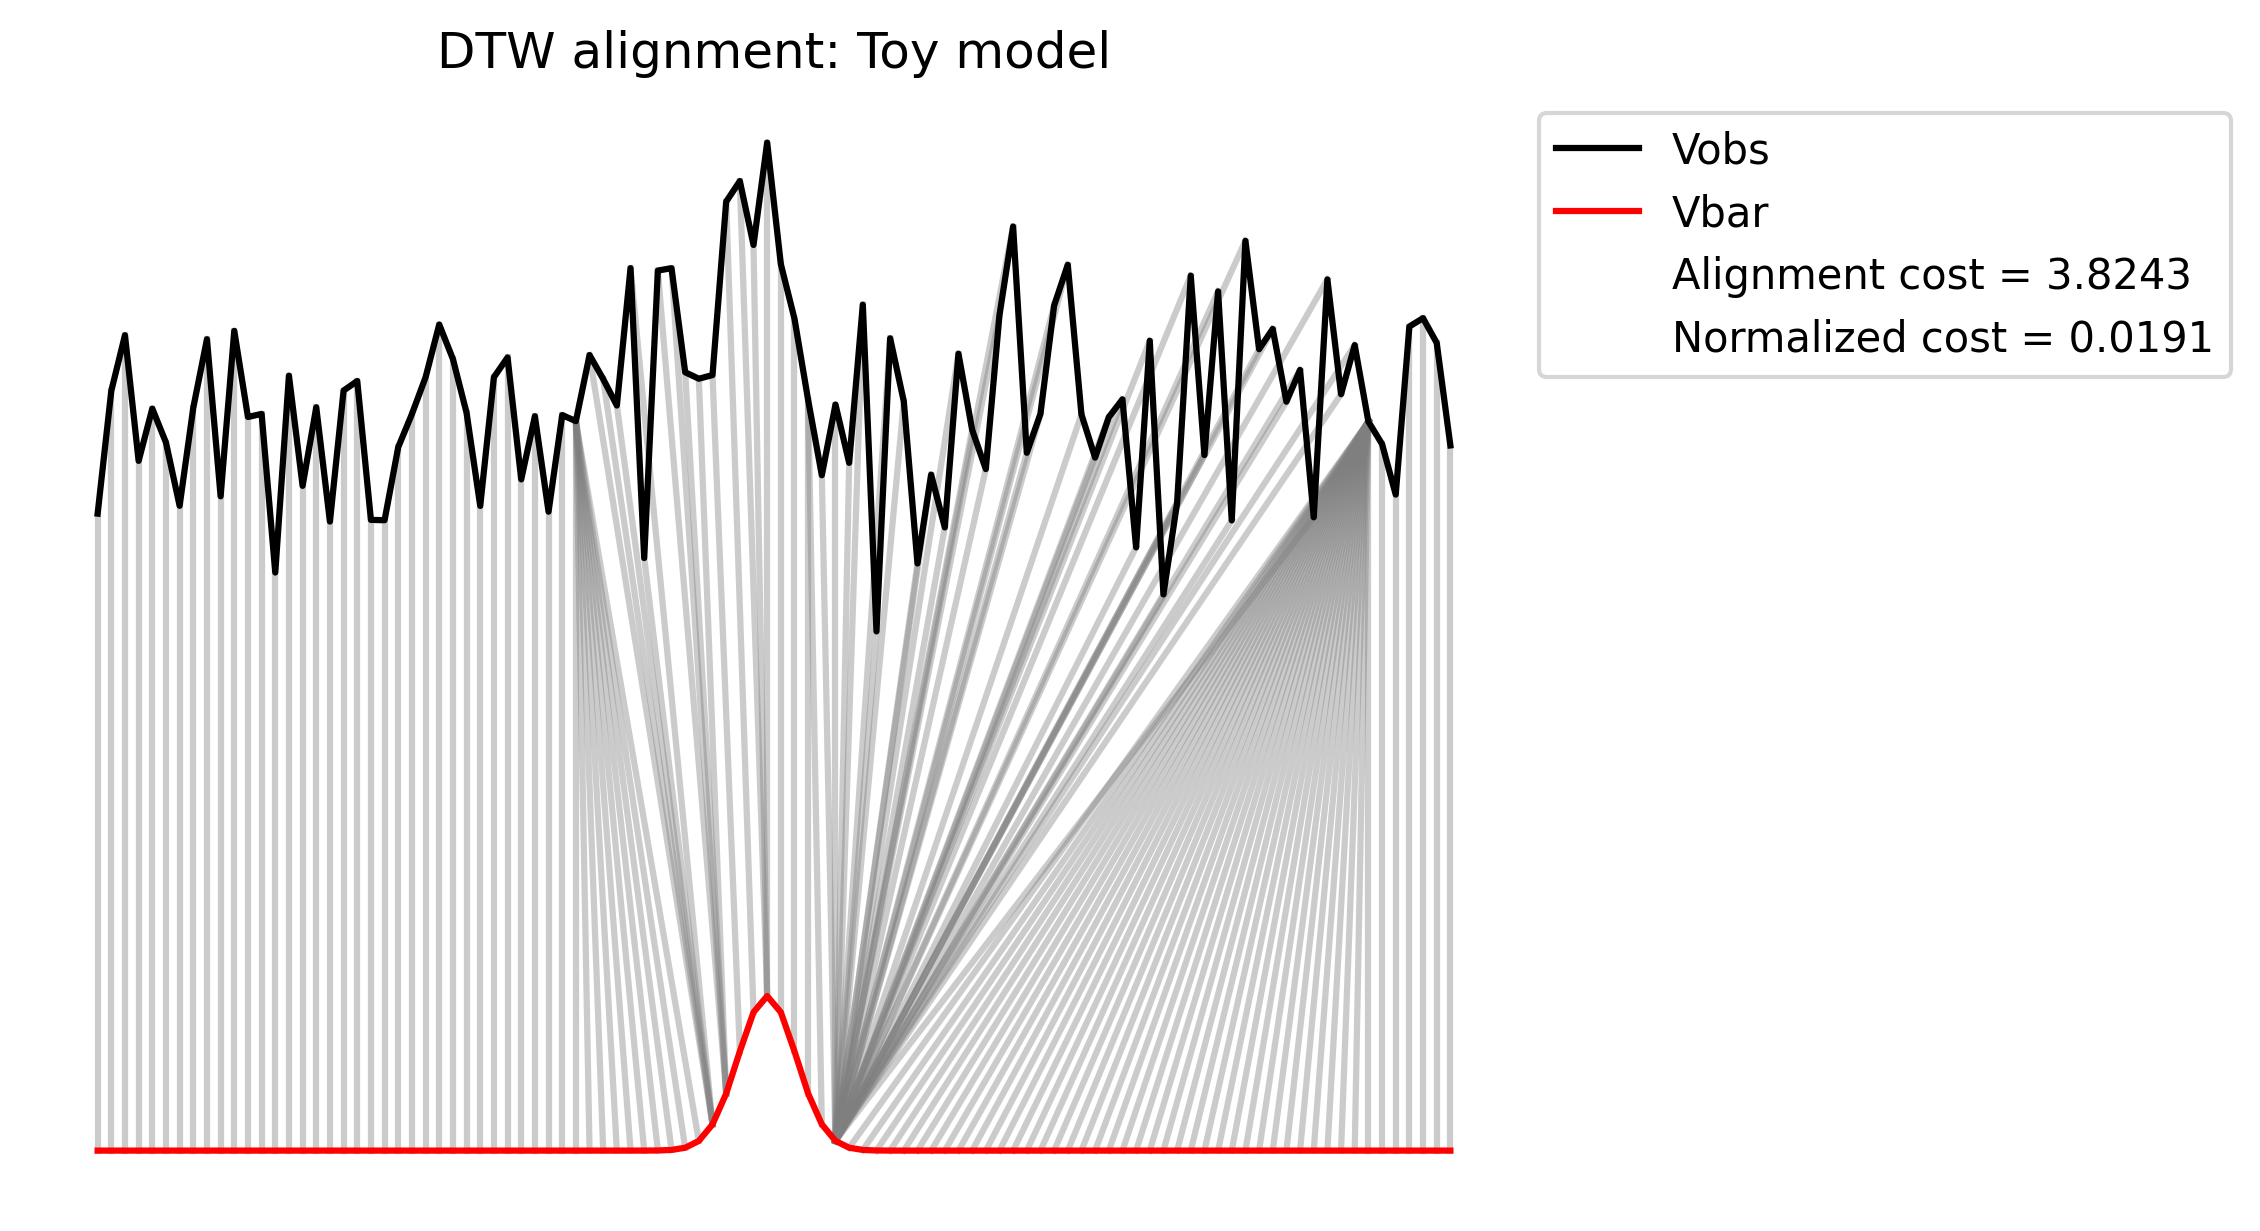 DTW alignment: Toy model
Vobs
Vbar
Alignment cost = 3.8243
Normalized cost = 0.0191